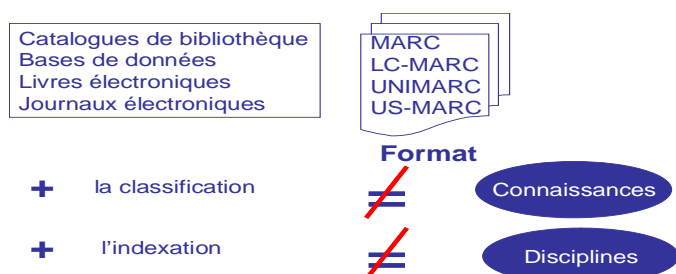 Catalogues de bibliothèque
Bases de données
Livres électroniques
Journaux électroniques
MARC
LC-MARC
UNIMARC
US-MARC
Format
+ la classification ≠ Connaissances
+ l'indexation ≠ Disciplines